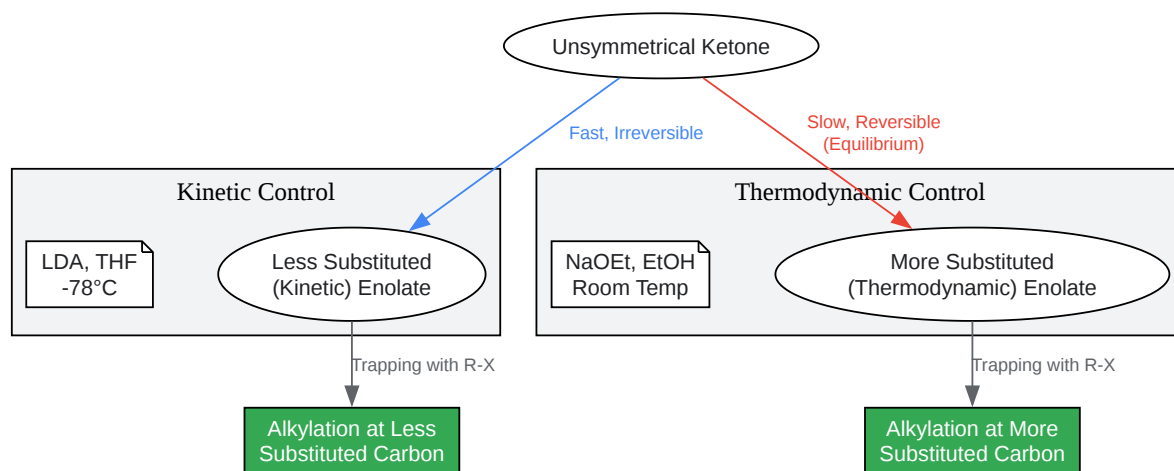 Unsymmetrical Ketone
Fast, Irreversible
Slow, Reversible
(Equilibrium)
Kinetic Control
LDA, THF
-78°C
Less Substituted
(Kinetic) Enolate
Thermodynamic Control
NaOEt, EtOH
Room Temp
More Substituted
(Thermodynamic) Enolate
Trapping with R-X
Trapping with R-X
Alkylation at Less
Substituted Carbon
Alkylation at More
Substituted Carbon